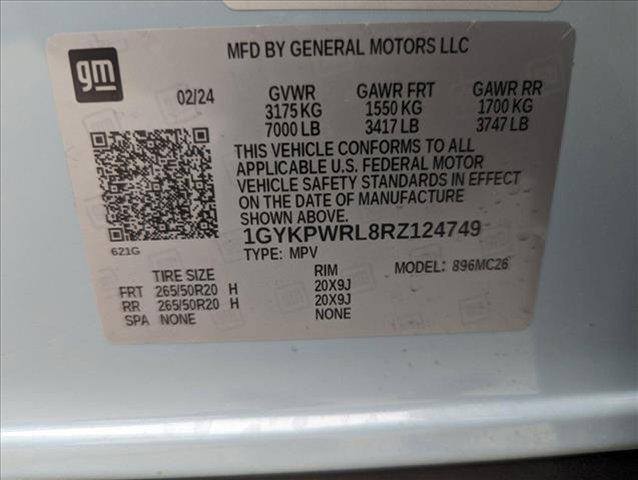 gm
MFD BY GENERAL MOTORS LLC
02/24 GVWR GAWR FRT GAWR RR
3175 KG 1550 KG 1700 KG
7000 LB 3417 LB 3747 LB
THIS VEHICLE CONFORMS TO ALL
APPLICABLE U.S. FEDERAL MOTOR
VEHICLE SAFETY STANDARDS IN EFFECT
ON THE DATE OF MANUFACTURE
SHOWN ABOVE.
1GYKPWRL8RZ124749
621G
TYPE: MPV MODEL: 896MC26
TIRE SIZE RIM
FRT 265/50R20 H 20X9J
RR 265/50R20 H 20X9J
SPA NONE NONE